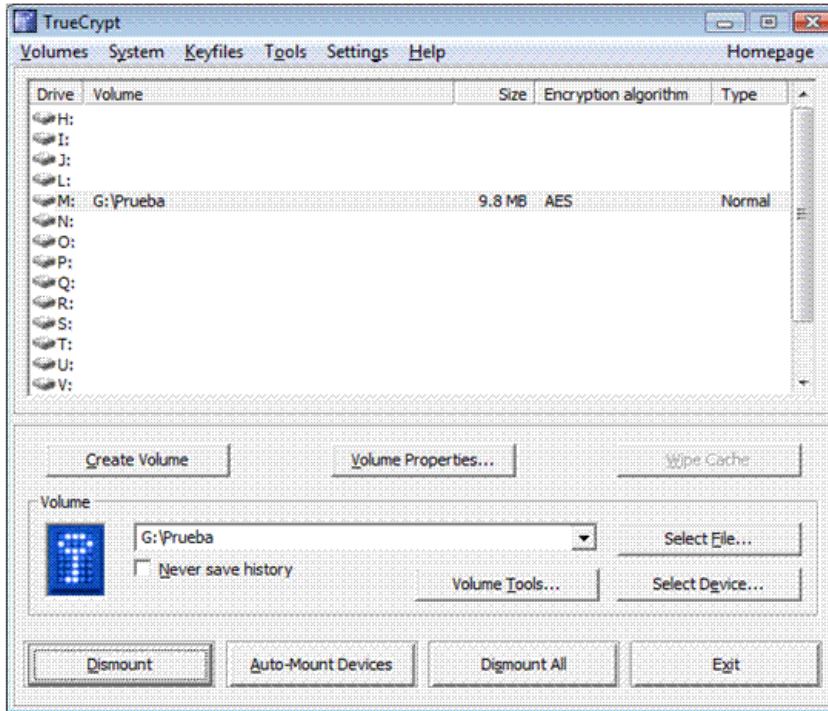 TrueCrypt
Volumes System Keyfiles Tools Settings Help Homepage
Drive Volume Size Encryption algorithm Type
H:
I:
J:
L:
M: G:\Prueba 9.8 MB AES Normal
N:
O:
P:
Q:
R:
S:
T:
U:
V:
Create Volume Volume Properties... Wipe Cache
Volume
G:\Prueba Select File...
Never save history
Volume Tools... Select Device...
Dismount Auto-Mount Devices Dismount All Exit